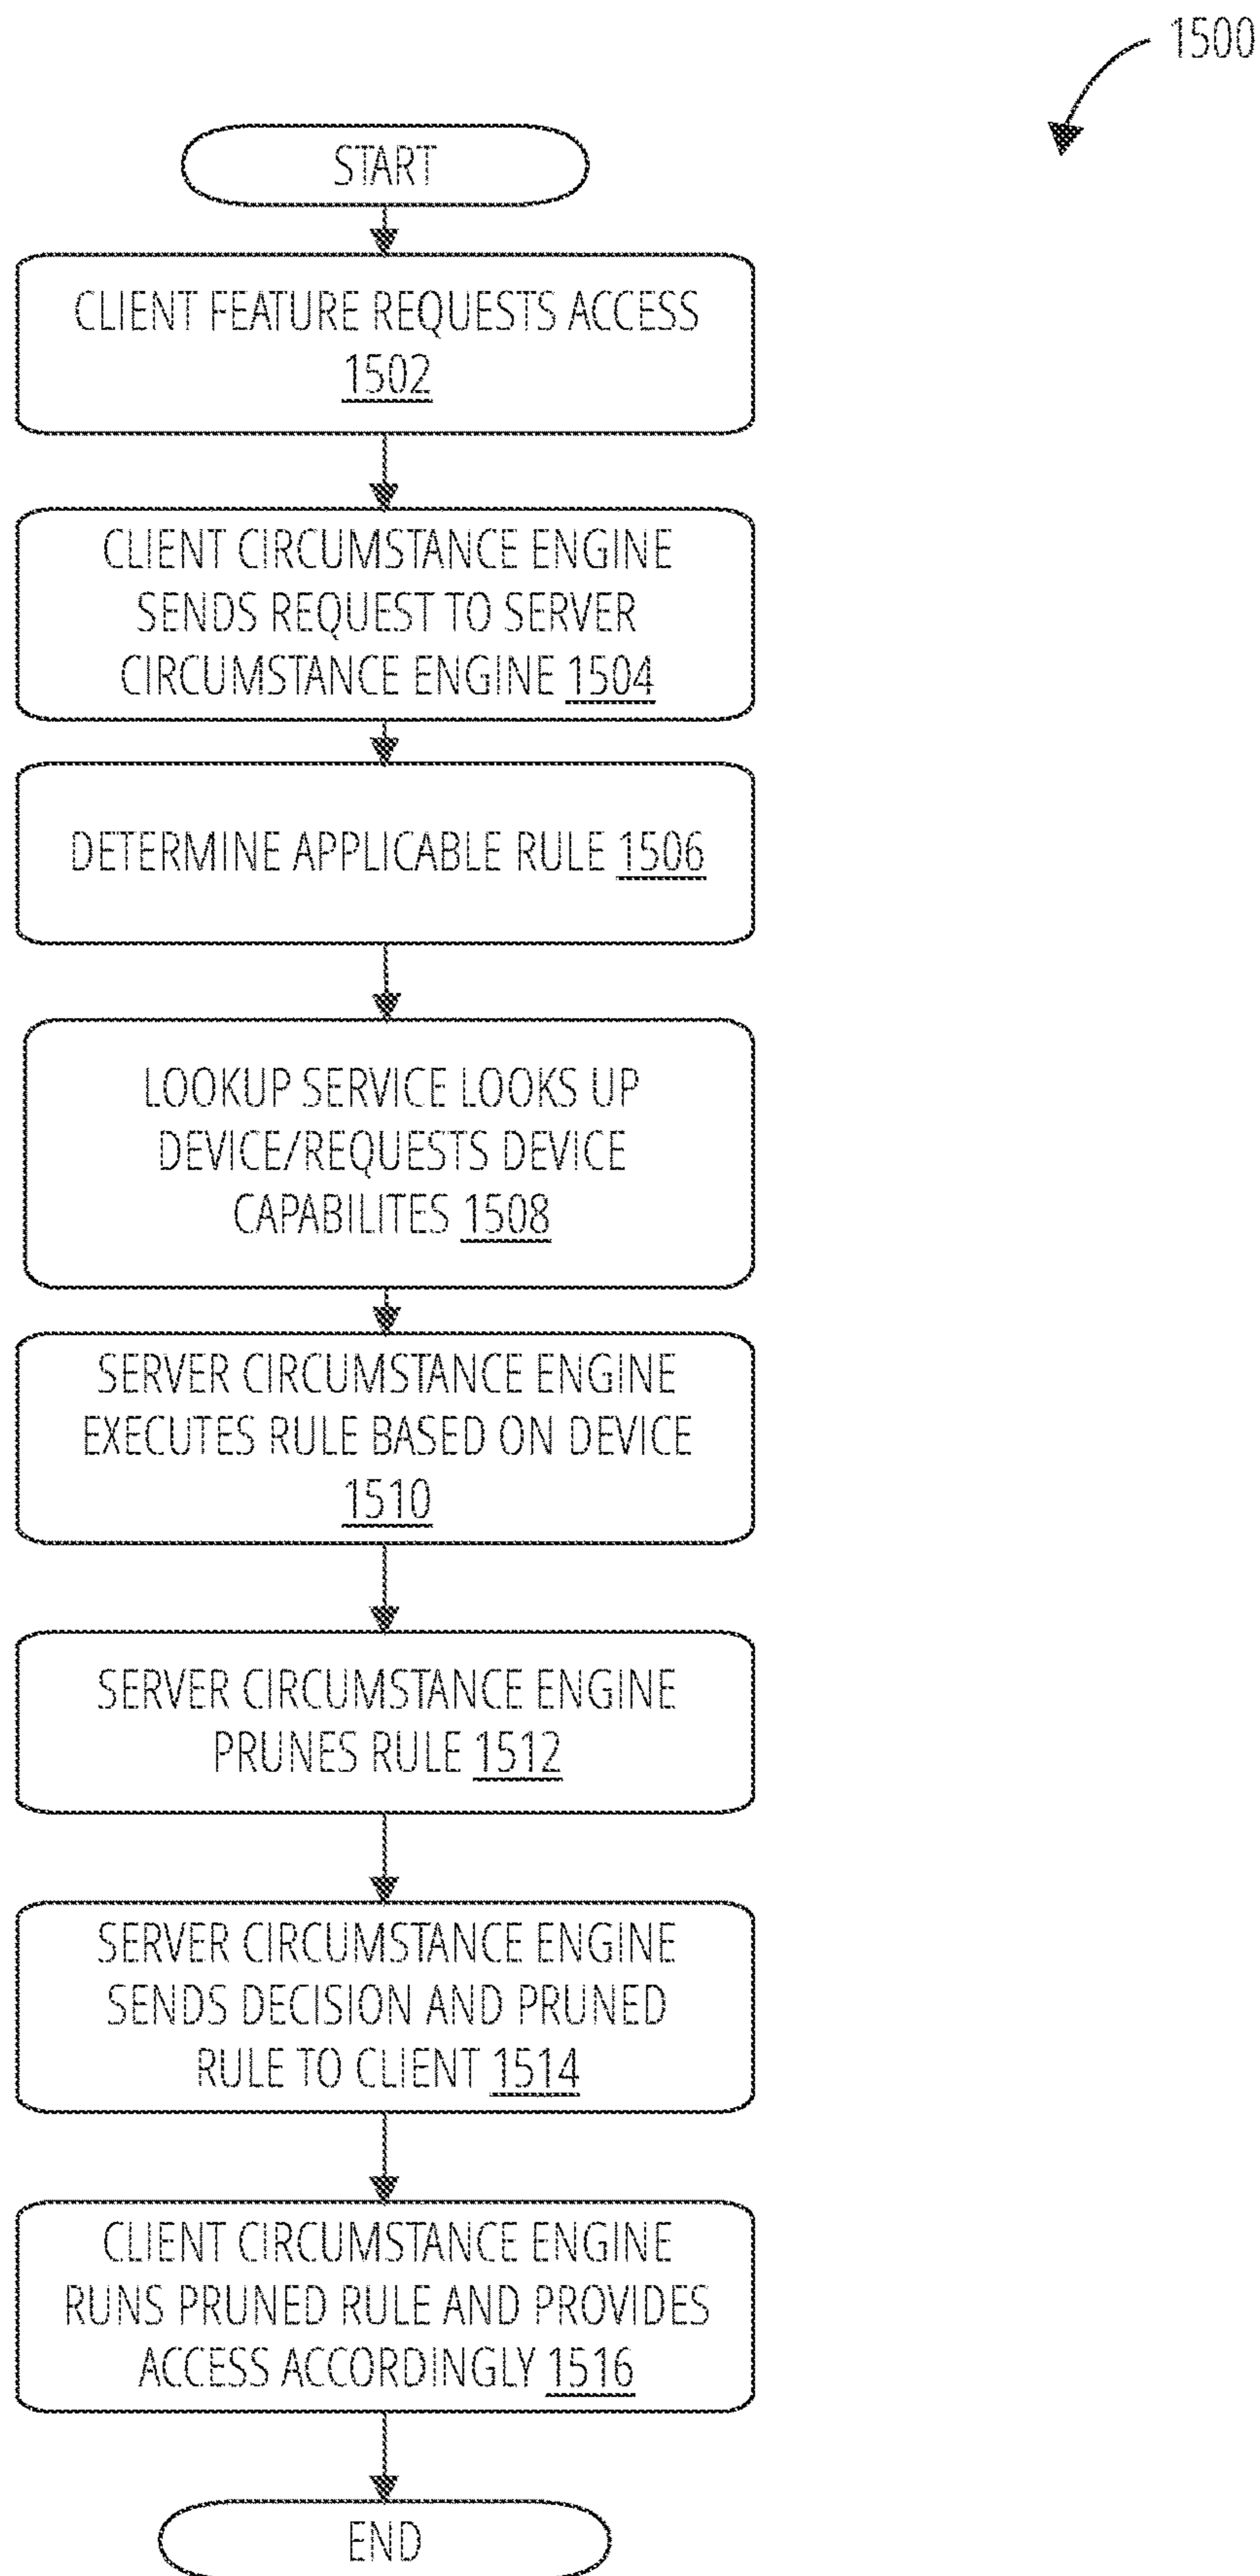 1500
START
CLIENT FEATURE REQUESTS ACCESS
1502
CLIENT CIRCUMSTANCE ENGINE
SENDS REQUEST TO SERVER
CIRCUMSTANCE ENGINE 1504
DETERMINE APPLICABLE RULE 1506
LOOKUP SERVICE LOOKS UP
DEVICE/REQUESTS DEVICE
CAPABILITES 1508
SERVER CIRCUMSTANCE ENGINE
EXECUTES RULE BASED ON DEVICE
1510
SERVER CIRCUMSTANCE ENGINE
PRUNES RULE 1512
SERVER CIRCUMSTANCE ENGINE
SENDS DECISION AND PRUNED
RULE TO CLIENT 1514
CLIENT CIRCUMSTANCE ENGINE
RUNS PRUNED RULE AND PROVIDES
ACCESS ACCORDINGLY 1516
END